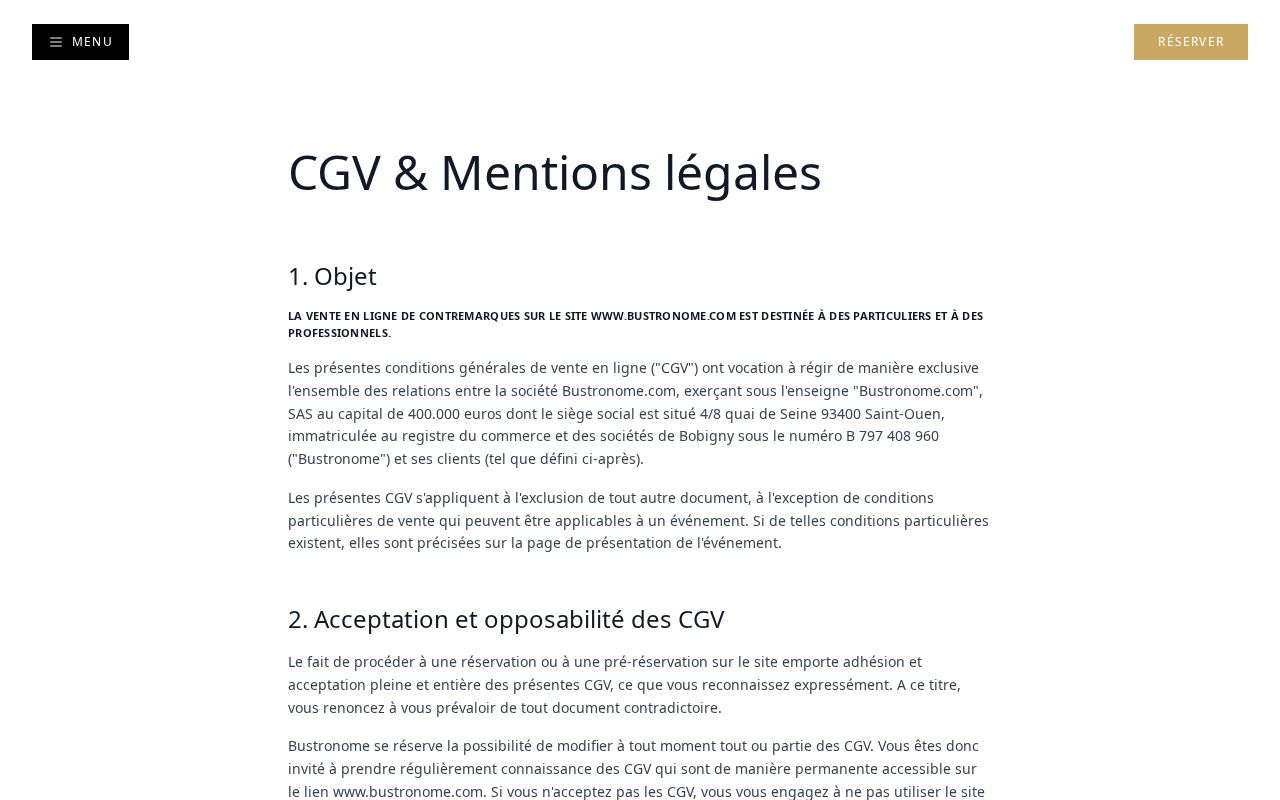 MENU
RÉSERVER
CGV & Mentions légales
1. Objet
LA VENTE EN LIGNE DE CONTREMARQUES SUR LE SITE WWW.BUSTRONOME.COM EST DESTINÉE À DES PARTICULIERS ET À DES
PROFESSIONNELS.
Les présentes conditions générales de vente en ligne ("CGV") ont vocation à régir de manière exclusive
l'ensemble des relations entre la société Bustronome.com, exerçant sous l'enseigne "Bustronome.com",
SAS au capital de 400.000 euros dont le siège social est situé 4/8 quai de Seine 93400 Saint-Ouen,
immatriculée au registre du commerce et des sociétés de Bobigny sous le numéro B 797 408 960
("Bustronome") et ses clients (tel que défini ci-après).
Les présentes CGV s'appliquent à l'exclusion de tout autre document, à l'exception de conditions
particulières de vente qui peuvent être applicables à un événement. Si de telles conditions particulières
existent, elles sont précisées sur la page de présentation de l'événement.
2. Acceptation et opposabilité des CGV
Le fait de procéder à une réservation ou à une pré-réservation sur le site emporte adhésion et
acceptation pleine et entière des présentes CGV, ce que vous reconnaissez expressément. A ce titre,
vous renoncez à vous prévaloir de tout document contradictoire.
Bustronome se réserve la possibilité de modifier à tout moment tout ou partie des CGV. Vous êtes donc
invité à prendre régulièrement connaissance des CGV qui sont de manière permanente accessible sur
le lien www.bustronome.com. Si vous n'acceptez pas les CGV, vous vous engagez à ne pas utiliser le site